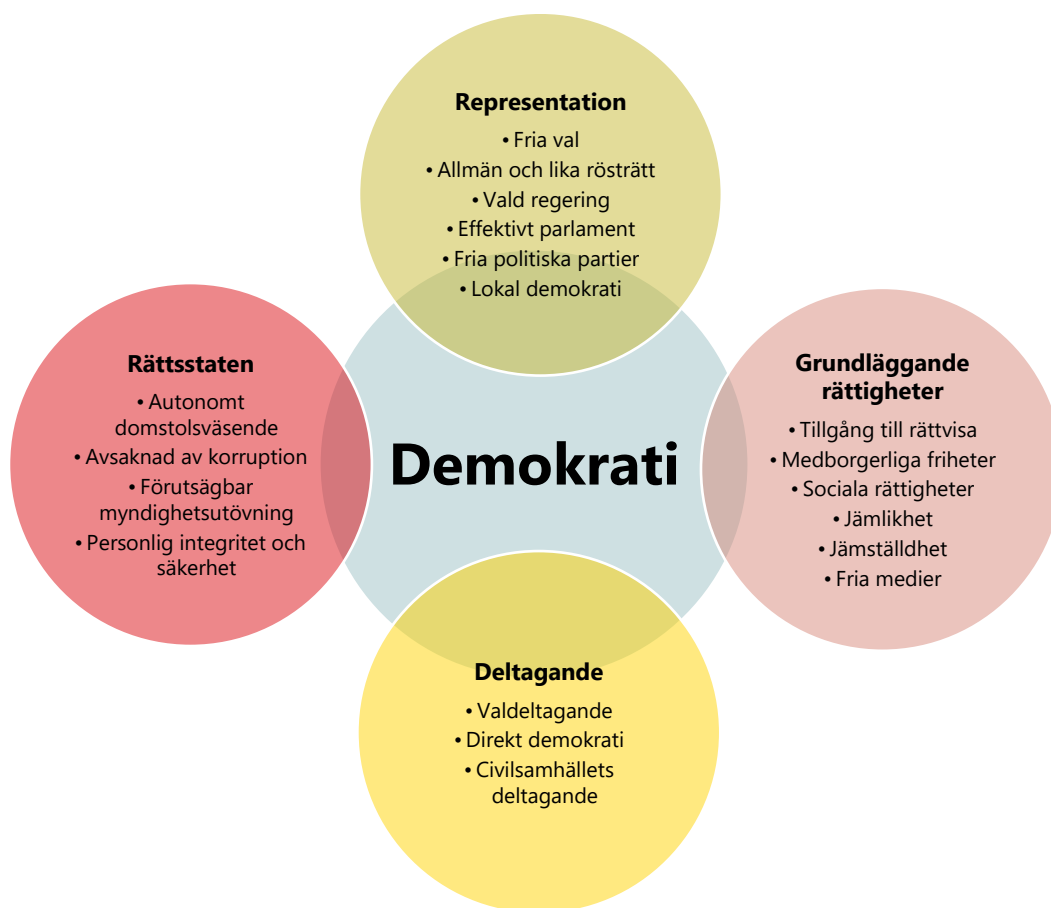 Representation
• Fria val
• Allmän och lika rösträtt
• Vald regering
• Effektivt parlament
• Fria politiska partier
• Lokal demokrati
Rättsstaten
• Autonomt
domstolsväsende
• Avsaknad av korruption
• Förutsägbar
myndighetsutövning
• Personlig integritet och
säkerhet
Demokrati
Grundläggande
rättigheter
• Tillgång till rättvisa
• Medborgerliga friheter
• Sociala rättigheter
• Jämlikhet
• Jämställdhet
• Fria medier
Deltagande
• Valdeltagande
• Direkt demokrati
• Civilsamhällets
deltagande